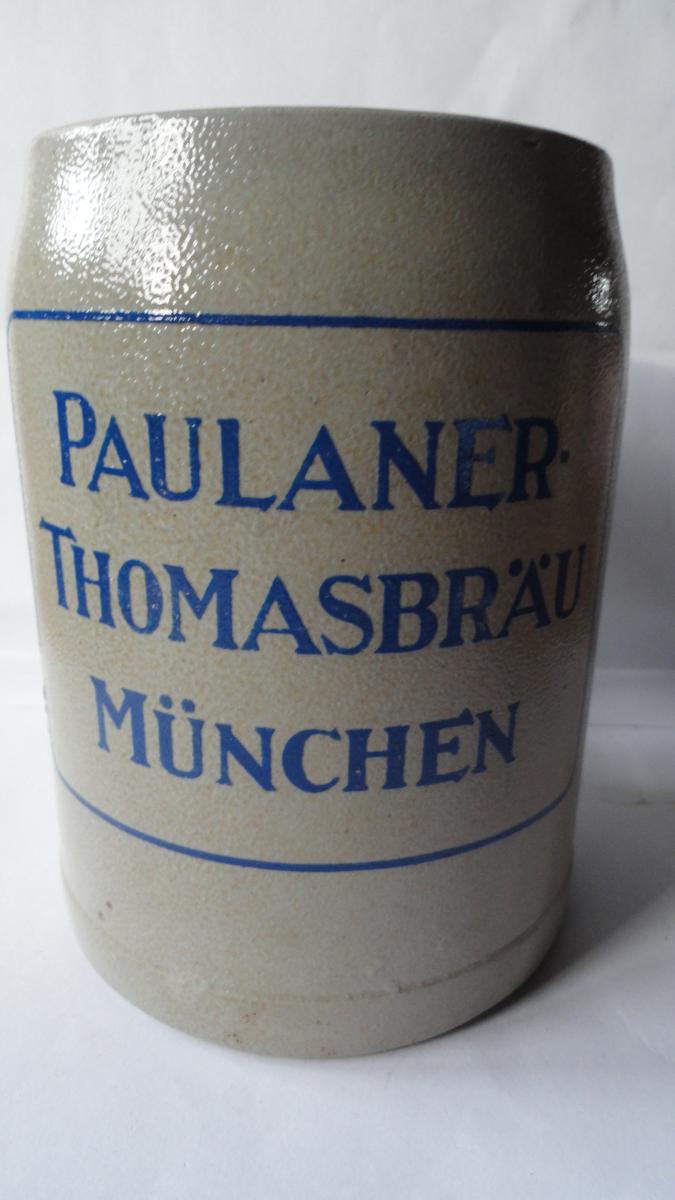 PAULANER-
THOMASBRÄU
MÜNCHEN